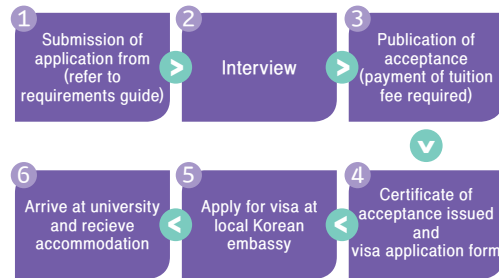 1
Submission of
application from
(refer to
requirements guide)
>
2
Interview
>
3
Publication of
acceptance
(payment of tuition
fee required)
v
4
Certificate of
acceptance issued
and
visa application form
<
5
Apply for visa at
local Korean
embassy
<
6
Arrive at university
and recieve
accommodation